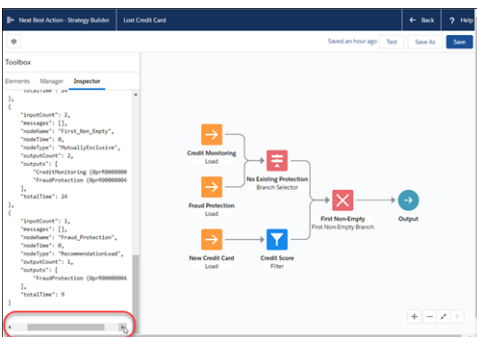 Next Best Action - Strategy Builder
Lost Credit Card
Back
? Help
Saved an hour ago
Test
Save As
Save
Toolbox
Elements
Manager
Inspector
"totalTime": 24
},
{
"inputCount": 2,
"messages": [],
"nodeName": "First_Non_Empty",
"nodeTime": 0,
"nodeType": "MutuallyExclusive",
"outputCount": 2,
"outputs": [
"CreditMonitoring
"FraudProtection
],
"totalTime": 24
},
{
"inputCount": 1,
"messages": [],
"nodeName": "Fraud_Protection",
"nodeTime": 0,
"nodeType": "RecommendationLoad",
"outputCount": 1,
"outputs": [
"FraudProtection
],
"totalTime": 9
}
Credit Monitoring
Load
No Existing Protection
Branch Selector
Fraud Protection
Load
First Non-Empty
First Non-Empty Branch
Output
New Credit Card
Load
Credit Score
Filter